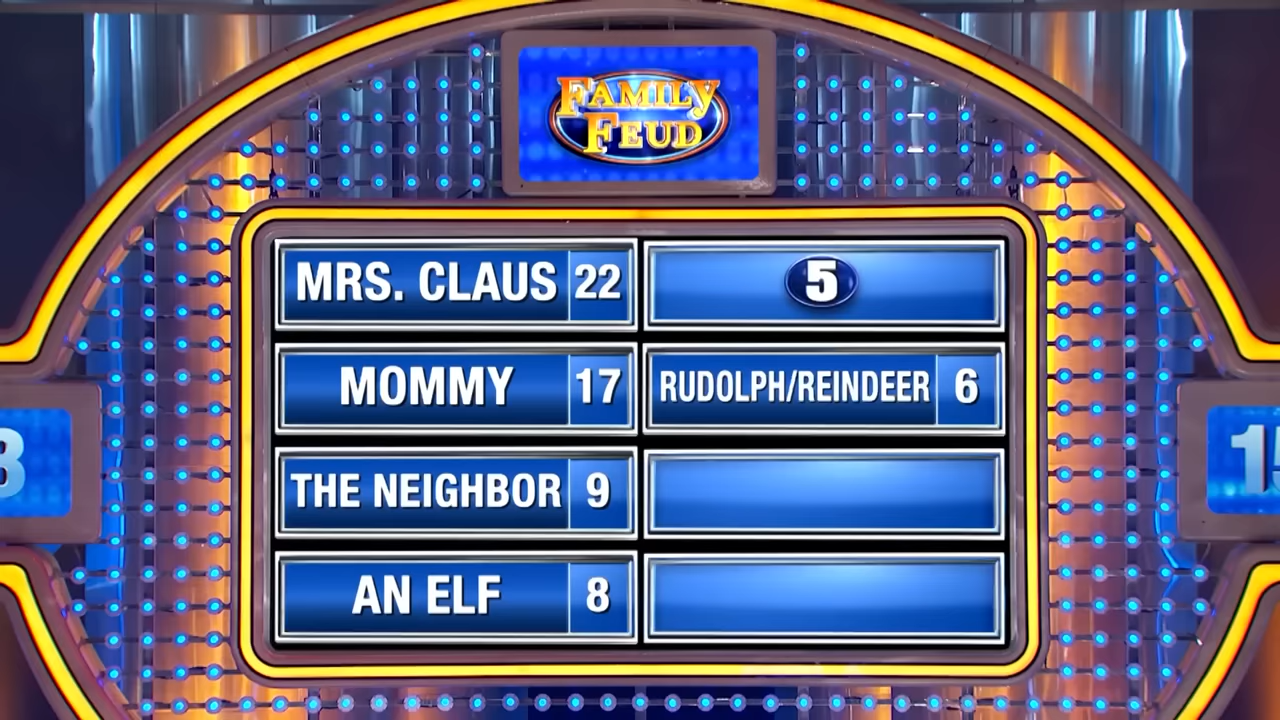 FAMILY
FEUD
MRS. CLAUS 22
5
MOMMY 17
RUDOLPH/REINDEER 6
THE NEIGHBOR 9
AN ELF 8